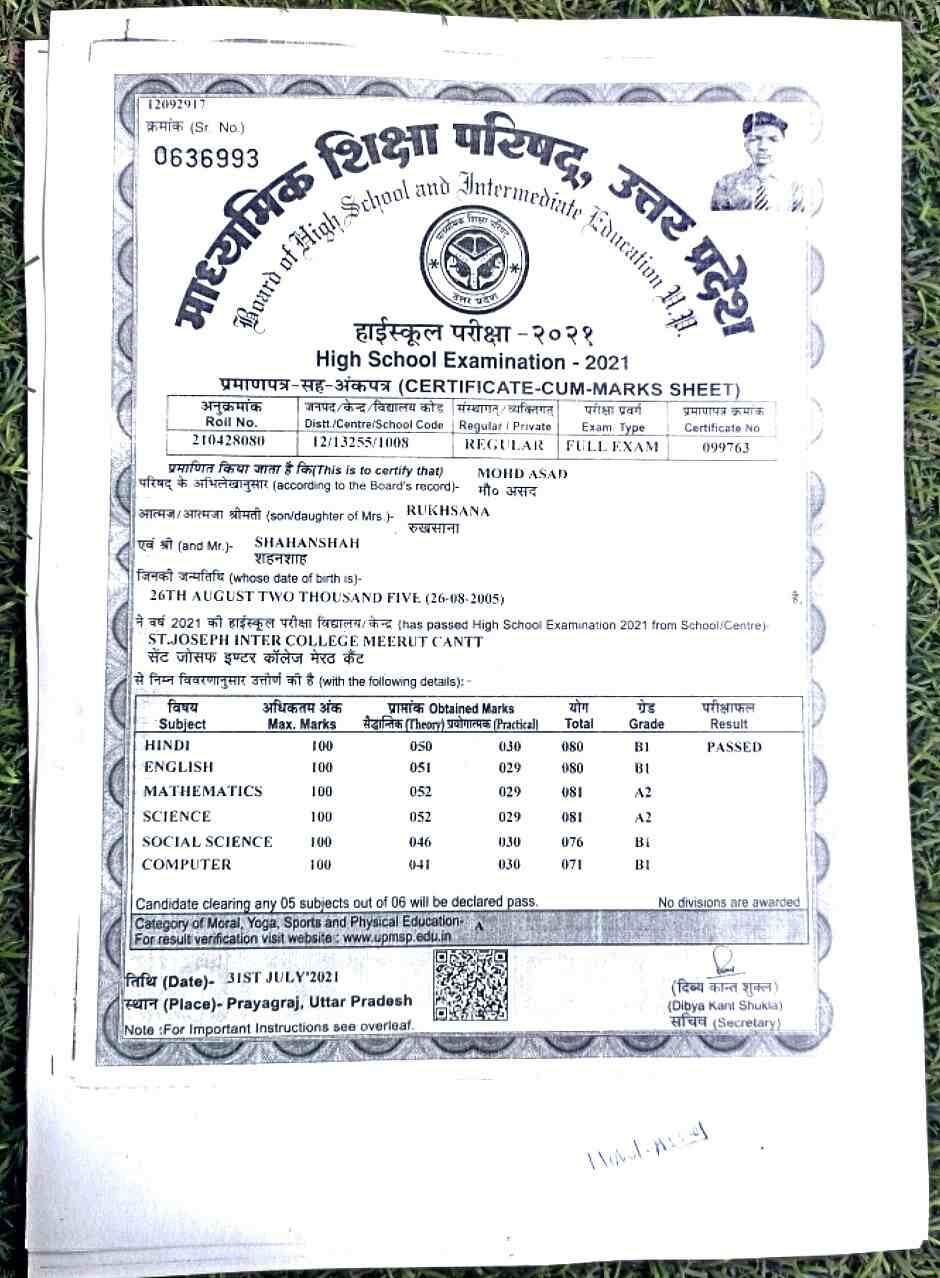 12092917
क्रमांक (Sr. No.)
0636993
माध्यमिक शिक्षा परिषद्, उत्तर प्रदेश
Board of High School and Intermediate Education U.P.
माध्यमिक शिक्षा परिषद
उत्तर प्रदेश
हाईस्कूल परीक्षा - २०२१
High School Examination - 2021
प्रमाणपत्र-सह-अंकपत्र (CERTIFICATE-CUM-MARKS SHEET)
अनुक्रमांक जनपद/केन्द्र/विद्यालय कोड संस्थागत/व्यक्तिगत परीक्षा प्रवर्ग प्रमाणपत्र क्रमांक
Roll No. Distt./Centre/School Code Regular / Private Exam. Type Certificate No
210428080 12/13255/1008 REGULAR FULL EXAM 099763
प्रमाणित किया जाता है कि(This is to certify that) MOHD ASAD
परिषद् के अभिलेखानुसार (according to the Board's record)- मौ० असद
आत्मज/आत्मजा श्रीमती (son/daughter of Mrs.)- RUKHSANA
रुखसाना
एवं श्री (and Mr.)- SHAHANSHAH
शहनशाह
जिनकी जन्मतिथि (whose date of birth is)-
26TH AUGUST TWO THOUSAND FIVE (26-08-2005) है,
ने वर्ष 2021 की हाईस्कूल परीक्षा विद्यालय/केन्द्र (has passed High School Examination 2021 from School/Centre)-
ST.JOSEPH INTER COLLEGE MEERUT CANTT
सेंट जोसफ इण्टर कॉलेज मेरठ कैंट
से निम्न विवरणानुसार उत्तीर्ण की है (with the following details): -
विषय अधिकतम अंक प्राप्तांक Obtained Marks योग ग्रेड परीक्षाफल
Subject Max. Marks सैद्धान्तिक (Theory) प्रयोगात्मक (Practical) Total Grade Result
HINDI 100 050 030 080 B1 PASSED
ENGLISH 100 051 029 080 B1
MATHEMATICS 100 052 029 081 A2
SCIENCE 100 052 029 081 A2
SOCIAL SCIENCE 100 046 030 076 B1
COMPUTER 100 041 030 071 B1
Candidate clearing any 05 subjects out of 06 will be declared pass. No divisions are awarded
Category of Moral, Yoga, Sports and Physical Education- A
For result verification visit website : www.upmsp.edu.in
तिथि (Date)- 31ST JULY'2021
(दिब्य कान्त शुक्ल)
स्थान (Place)- Prayagraj, Uttar Pradesh
(Dibya Kant Shukla)
सचिव (Secretary)
Note :For Important Instructions see overleaf.